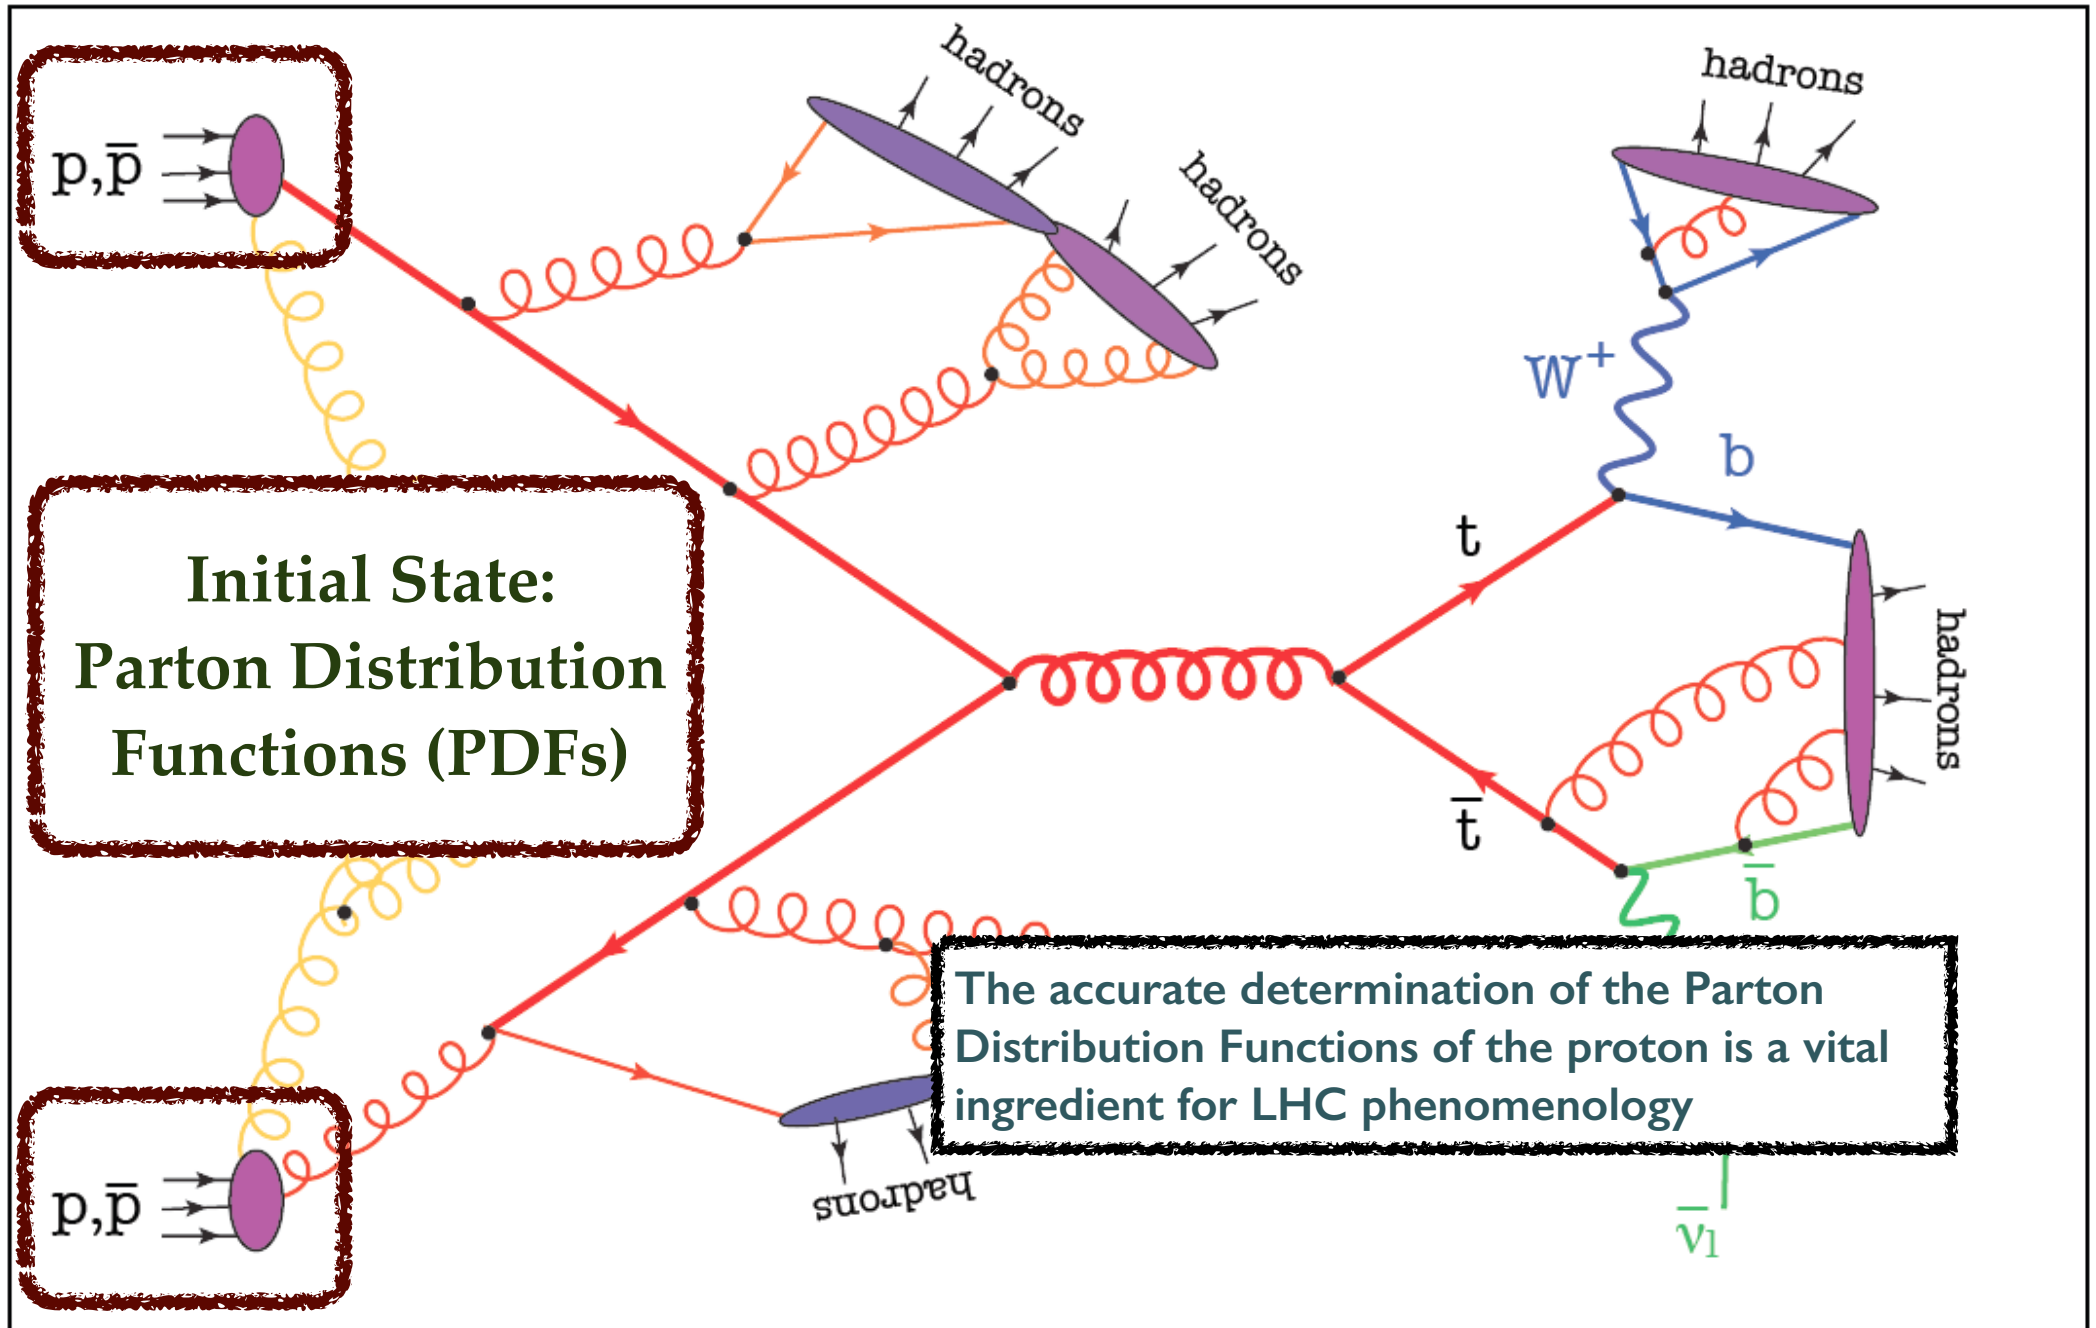 hadrons
hadrons
p,p̄
hadrons
W⁺
b
t
Initial State:
Parton Distribution
Functions (PDFs)
hadrons
t̄
b̄
The accurate determination of the Parton
Distribution Functions of the proton is a vital
ingredient for LHC phenomenology
hadrons
p,p̄
ν̄l